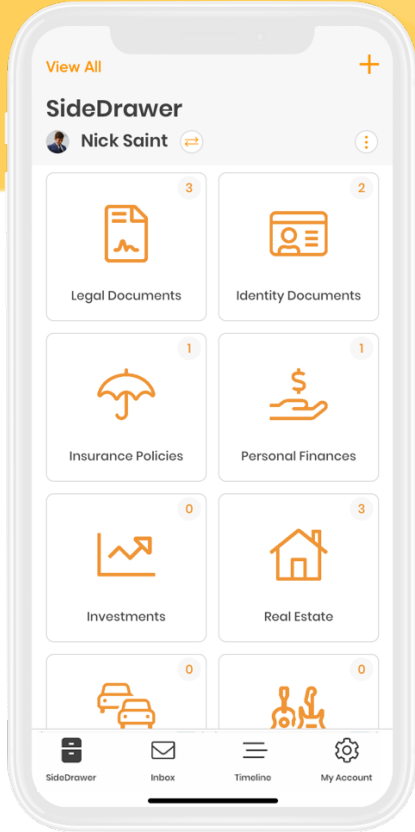 View All
+
SideDrawer
Nick Saint
3
2
Legal Documents
Identity Documents
1
1
$
Insurance Policies
Personal Finances
0
3
Investments
Real Estate
0
0
SideDrawer
Inbox
Timeline
My Account